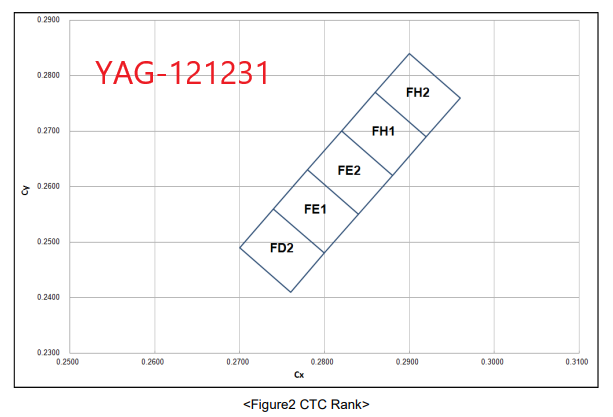 0.2900
YAG-121231
0.2800
FH2
0.2700
FH1
FE2
Cy
0.2600
FE1
0.2500
FD2
0.2400
0.2300
0.2500 0.2600 0.2700 0.2800 0.2900 0.3000 0.3100
Cx
<Figure2 CTC Rank>